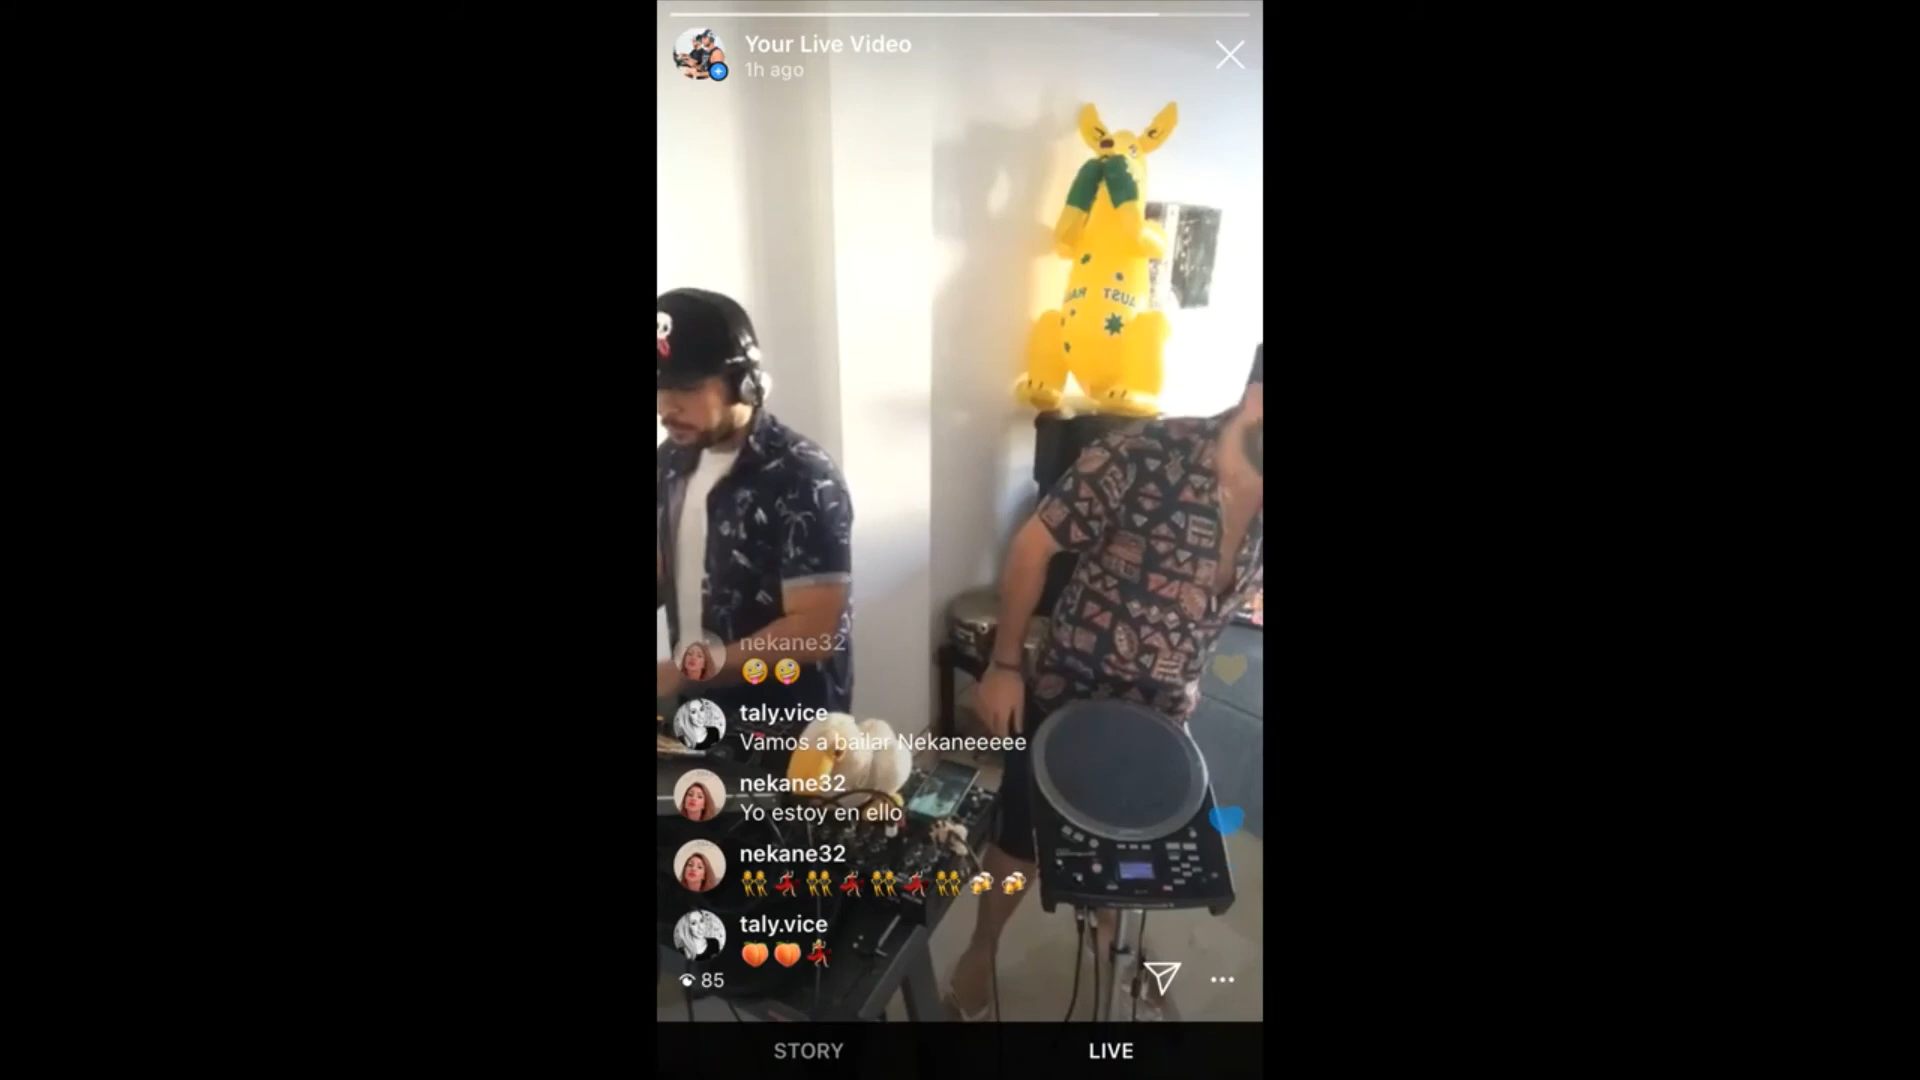 Your Live Video
1h ago
nekane32
🤪🤪
taly.vice
Vamos a bailar Nekaneeeee
nekane32
Yo estoy en ello
nekane32
👯💃👯💃👯💃👯🍻🍻
taly.vice
🍑🍑💃
85
STORY
LIVE